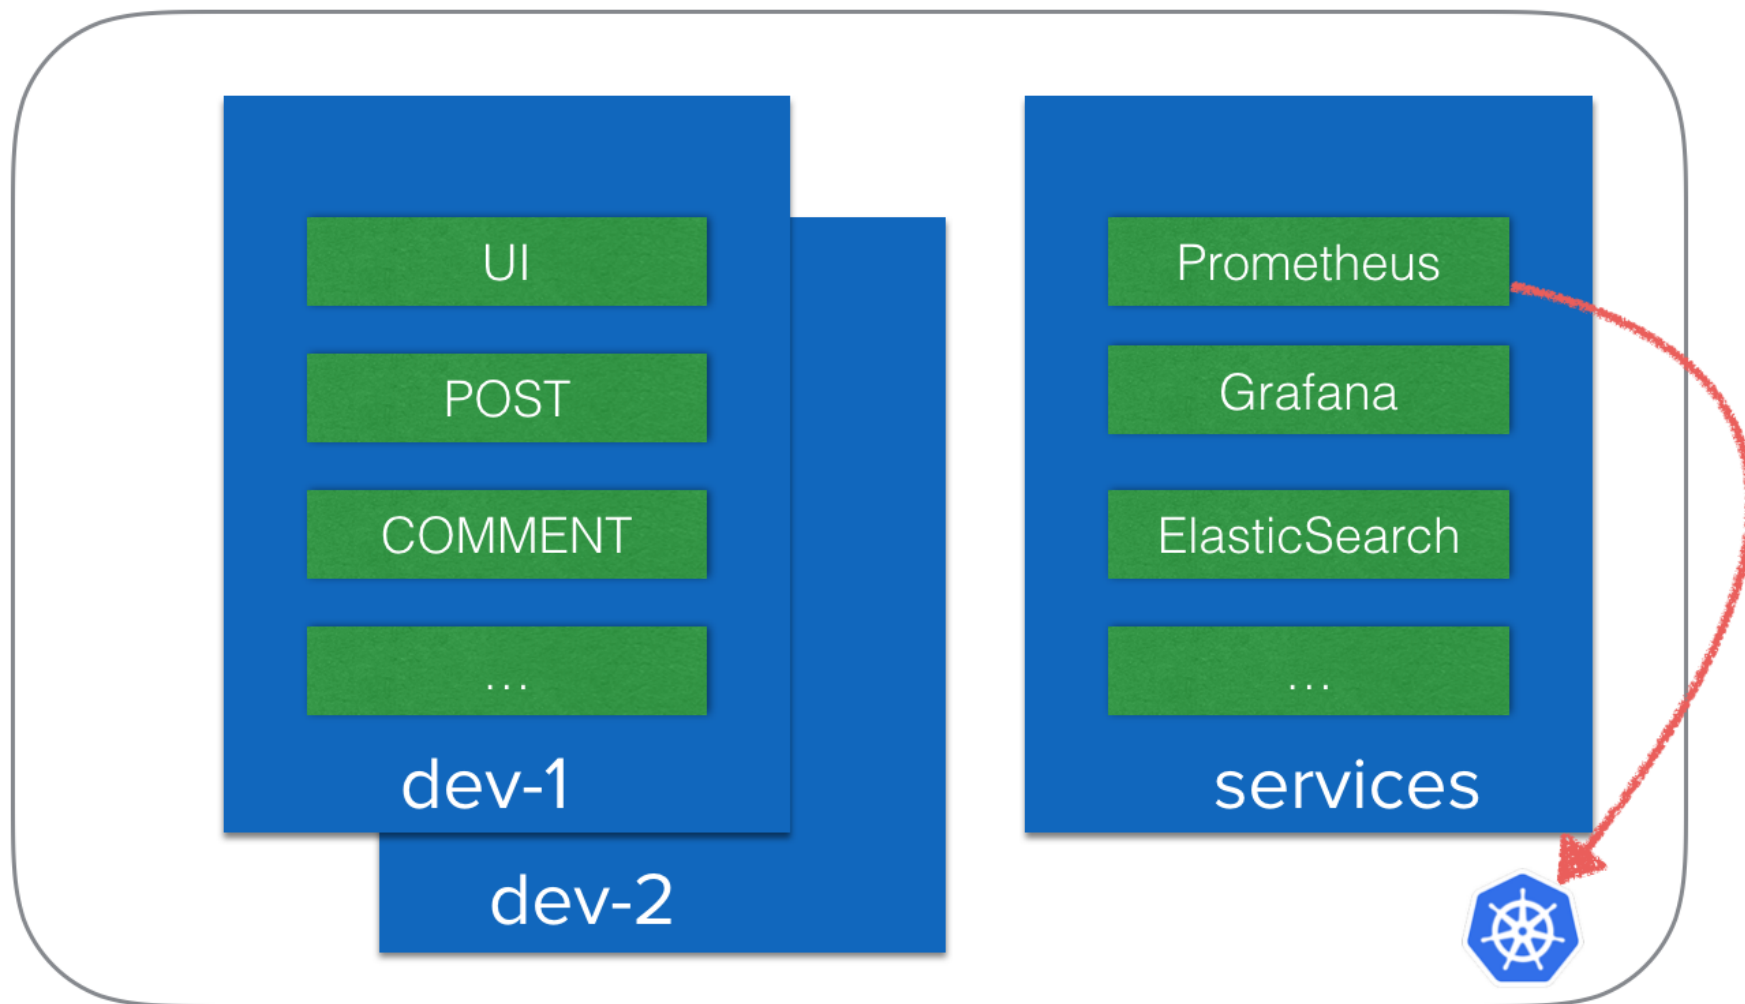 UI
POST
COMMENT
...
dev-1
dev-2
Prometheus
Grafana
ElasticSearch
...
services